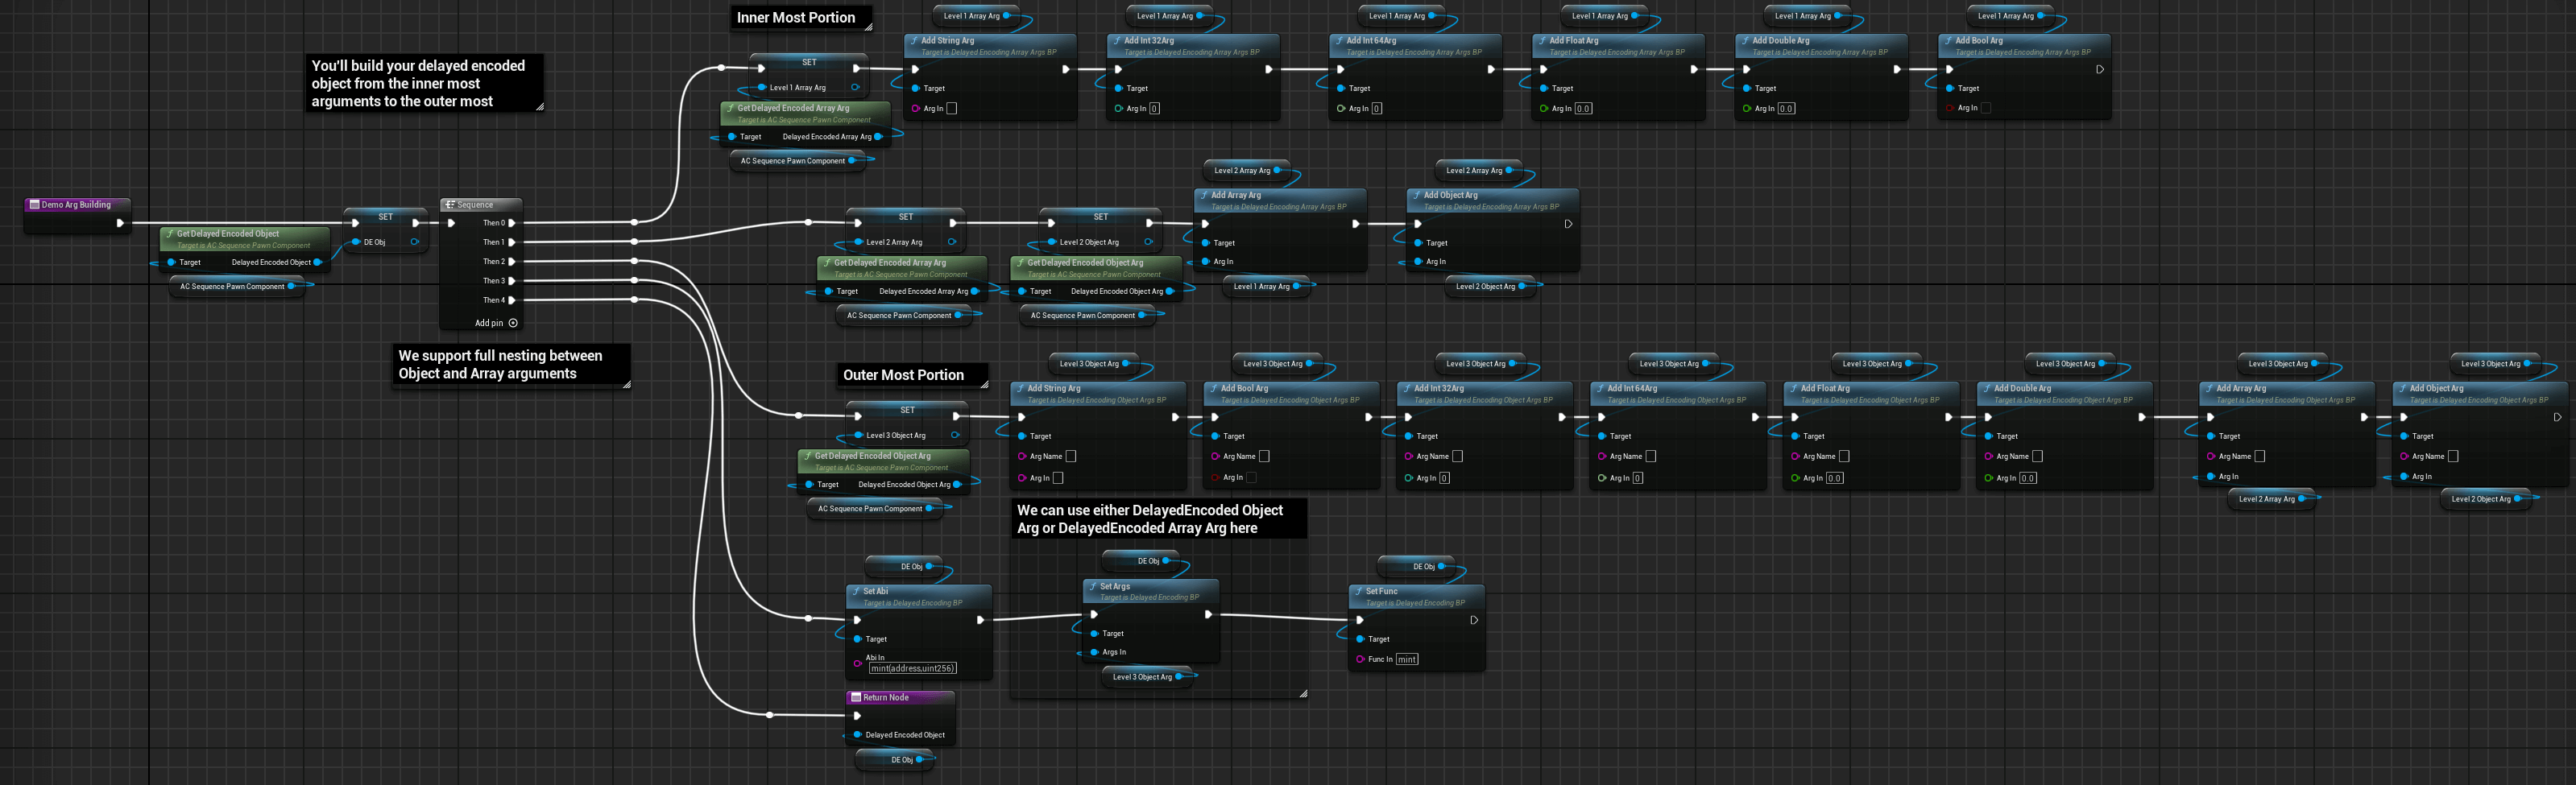 Inner Most Portion
You'll build your delayed encoded
object from the inner most
arguments to the outer most
SET
Level 1 Array Arg
Get Delayed Encoded Array Arg
Target is AC Sequence Pawn Component
Target
Delayed Encoded Array Arg
AC Sequence Pawn Component
Level 1 Array Arg
Add String Arg
Target is Delayed Encoding Array Args BP
Target
Arg In
Level 1 Array Arg
Add Int 32Arg
Target is Delayed Encoding Array Args BP
Target
Arg In 0
Level 1 Array Arg
Add Int 64Arg
Target is Delayed Encoding Array Args BP
Target
Arg In 0
Level 1 Array Arg
Add Float Arg
Target is Delayed Encoding Array Args BP
Target
Arg In 0.0
Level 1 Array Arg
Add Double Arg
Target is Delayed Encoding Array Args BP
Target
Arg In 0.0
Level 1 Array Arg
Add Bool Arg
Target is Delayed Encoding Array Args BP
Target
Arg In
Demo Arg Building
Get Delayed Encoded Object
Target is AC Sequence Pawn Component
Target
Delayed Encoded Object
AC Sequence Pawn Component
SET
DE Obj
Sequence
Then 0
Then 1
Then 2
Then 3
Then 4
Add pin
We support full nesting between
Object and Array arguments
SET
Level 2 Array Arg
Get Delayed Encoded Array Arg
Target is AC Sequence Pawn Component
Target
Delayed Encoded Array Arg
AC Sequence Pawn Component
SET
Level 2 Object Arg
Get Delayed Encoded Object Arg
Target is AC Sequence Pawn Component
Target
Delayed Encoded Object Arg
AC Sequence Pawn Component
Level 2 Array Arg
Add Array Arg
Target is Delayed Encoding Array Args BP
Target
Arg In
Level 1 Array Arg
Level 2 Array Arg
Add Object Arg
Target is Delayed Encoding Array Args BP
Target
Arg In
Level 2 Object Arg
Outer Most Portion
SET
Level 3 Object Arg
Get Delayed Encoded Object Arg
Target is AC Sequence Pawn Component
Target
Delayed Encoded Object Arg
AC Sequence Pawn Component
Level 3 Object Arg
Add String Arg
Target is Delayed Encoding Object Args BP
Target
Arg Name
Arg In
Level 3 Object Arg
Add Bool Arg
Target is Delayed Encoding Object Args BP
Target
Arg Name
Arg In
Level 3 Object Arg
Add Int 32Arg
Target is Delayed Encoding Object Args BP
Target
Arg Name
Arg In 0
Level 3 Object Arg
Add Int 64Arg
Target is Delayed Encoding Object Args BP
Target
Arg Name
Arg In 0
Level 3 Object Arg
Add Float Arg
Target is Delayed Encoding Object Args BP
Target
Arg Name
Arg In 0.0
Level 3 Object Arg
Add Double Arg
Target is Delayed Encoding Object Args BP
Target
Arg Name
Arg In 0.0
Level 3 Object Arg
Add Array Arg
Target is Delayed Encoding Object Args BP
Target
Arg Name
Arg In
Level 2 Array Arg
Level 3 Object Arg
Add Object Arg
Target is Delayed Encoding Object Args BP
Target
Arg Name
Arg In
Level 2 Object Arg
We can use either DelayedEncoded Object
Arg or DelayedEncoded Array Arg here
DE Obj
Set Abi
Target is Delayed Encoding BP
Target
Abi In
mint(address,uint256)
DE Obj
Set Args
Target is Delayed Encoding BP
Target
Args In
Level 3 Object Arg
DE Obj
Set Func
Target is Delayed Encoding BP
Target
Func In mint
Return Node
Delayed Encoded Object
DE Obj